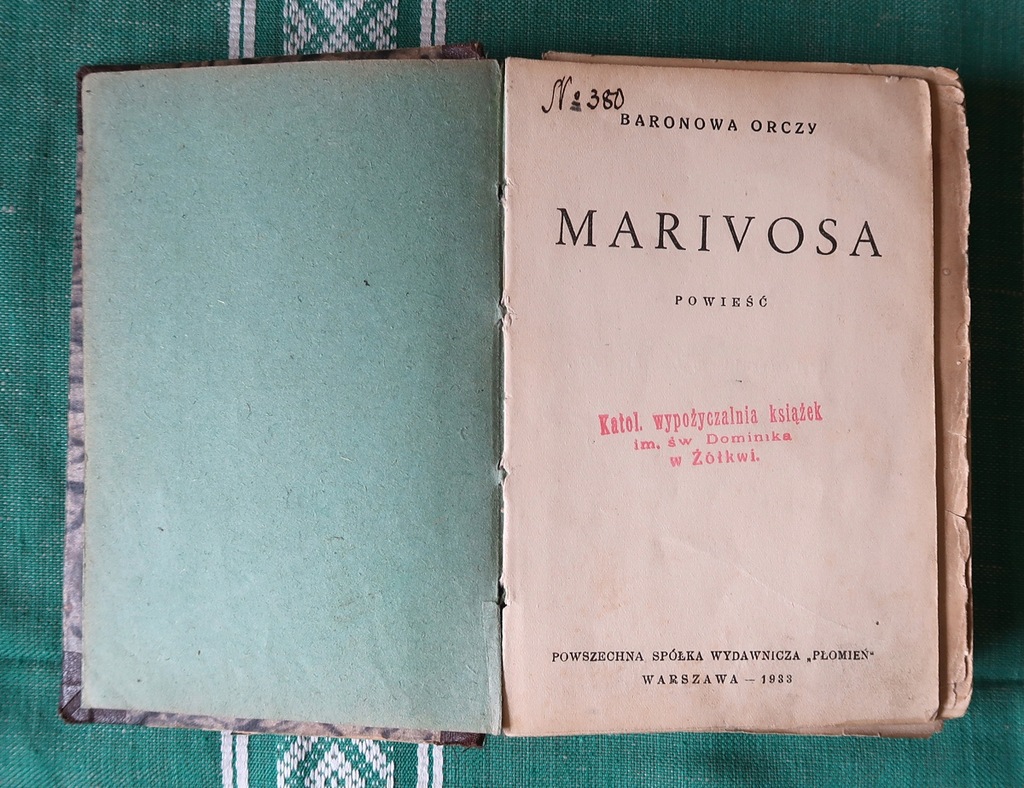 № 380
BARONOWA ORCZY
MARIVOSA
POWIEŚĆ
Katol. wypożyczalnia książek
im. św Dominika
w Żółkwi.
POWSZECHNA SPÓŁKA WYDAWNICZA „PŁOMIEŃ“
WARSZAWA — 1933